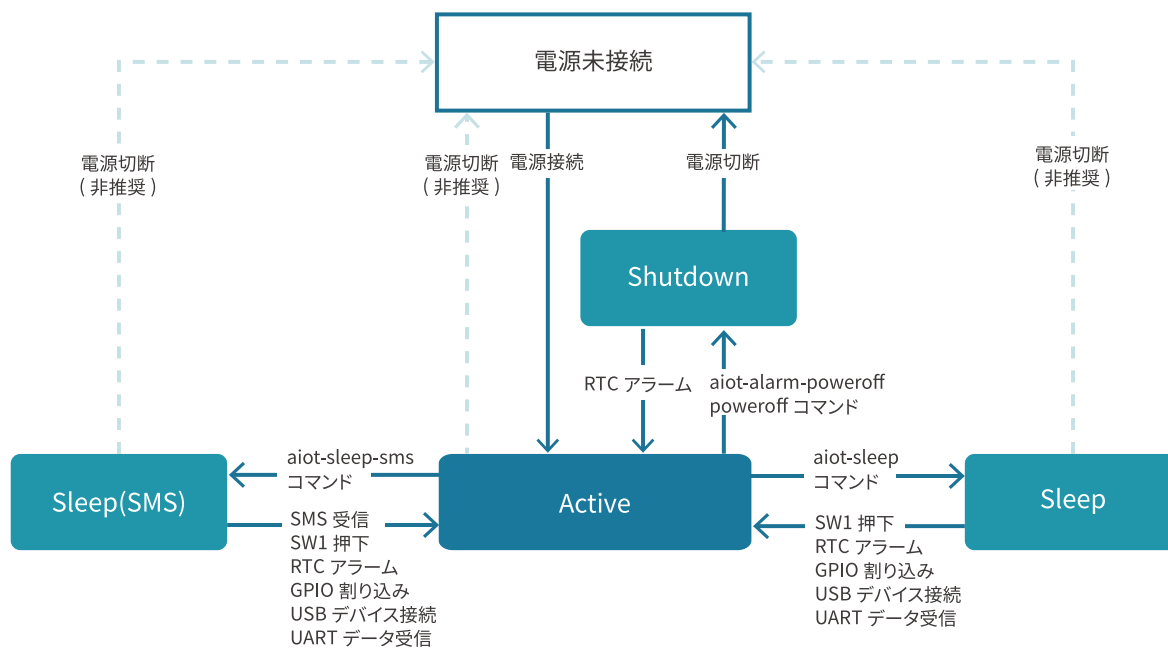 電源未接続
電源切断
( 非推奨 )
電源切断
( 非推奨 )
電源接続
電源切断
電源切断
( 非推奨 )
Shutdown
RTC アラーム
aiot-alarm-poweroff
poweroff コマンド
Sleep(SMS)
aiot-sleep-sms
コマンド
SMS 受信
SW1 押下
RTC アラーム
GPIO 割り込み
USB デバイス接続
UART データ受信
Active
aiot-sleep
コマンド
SW1 押下
RTC アラーム
GPIO 割り込み
USB デバイス接続
UART データ受信
Sleep